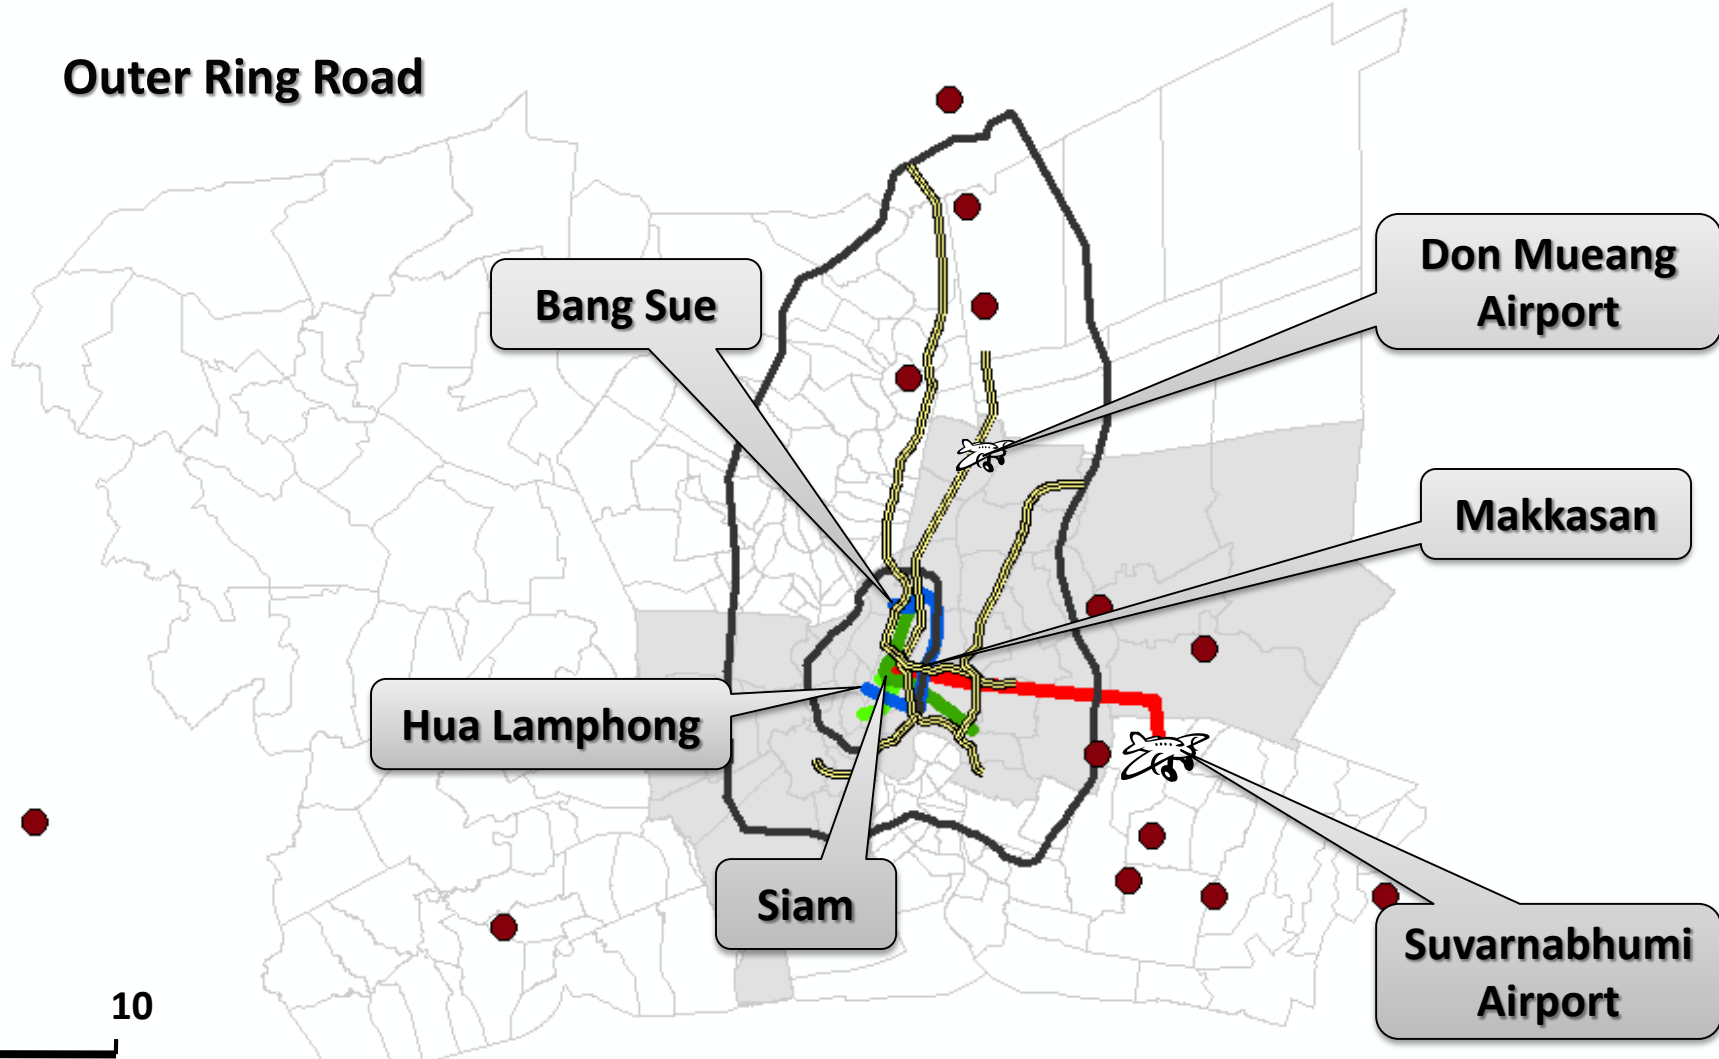 Outer Ring Road
Don Mueang
Airport
Bang Sue
Makkasan
Hua Lamphong
Siam
Suvarnabhumi
Airport
10